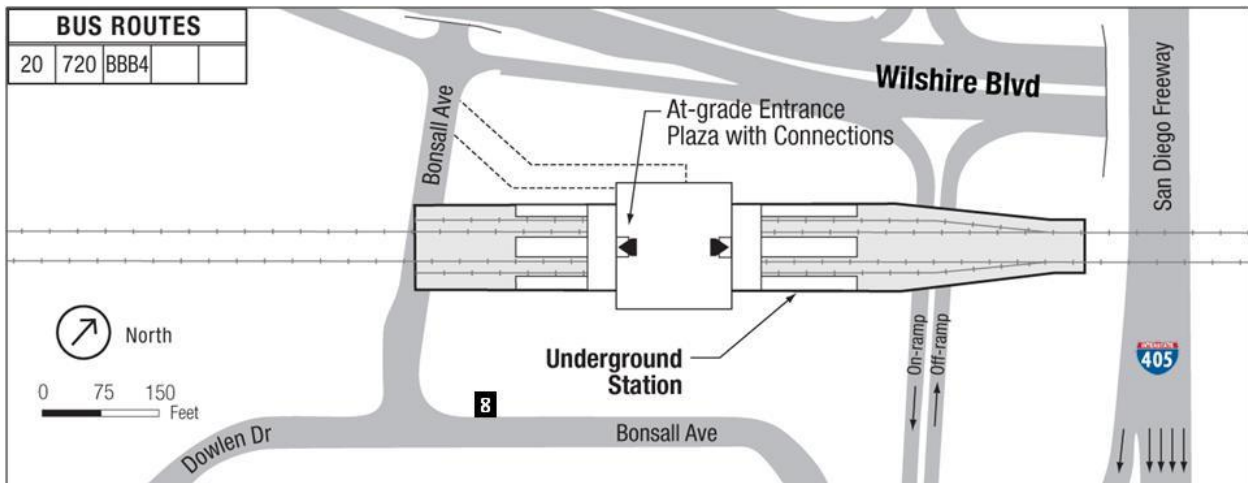 BUS ROUTES
20 720 BBB4
Wilshire Blvd
San Diego Freeway
Bonsall Ave
At-grade Entrance
Plaza with Connections
North
0 75 150
Feet
Underground
Station
On-ramp
Off-ramp
INTERSTATE
405
8
Dowlen Dr
Bonsall Ave